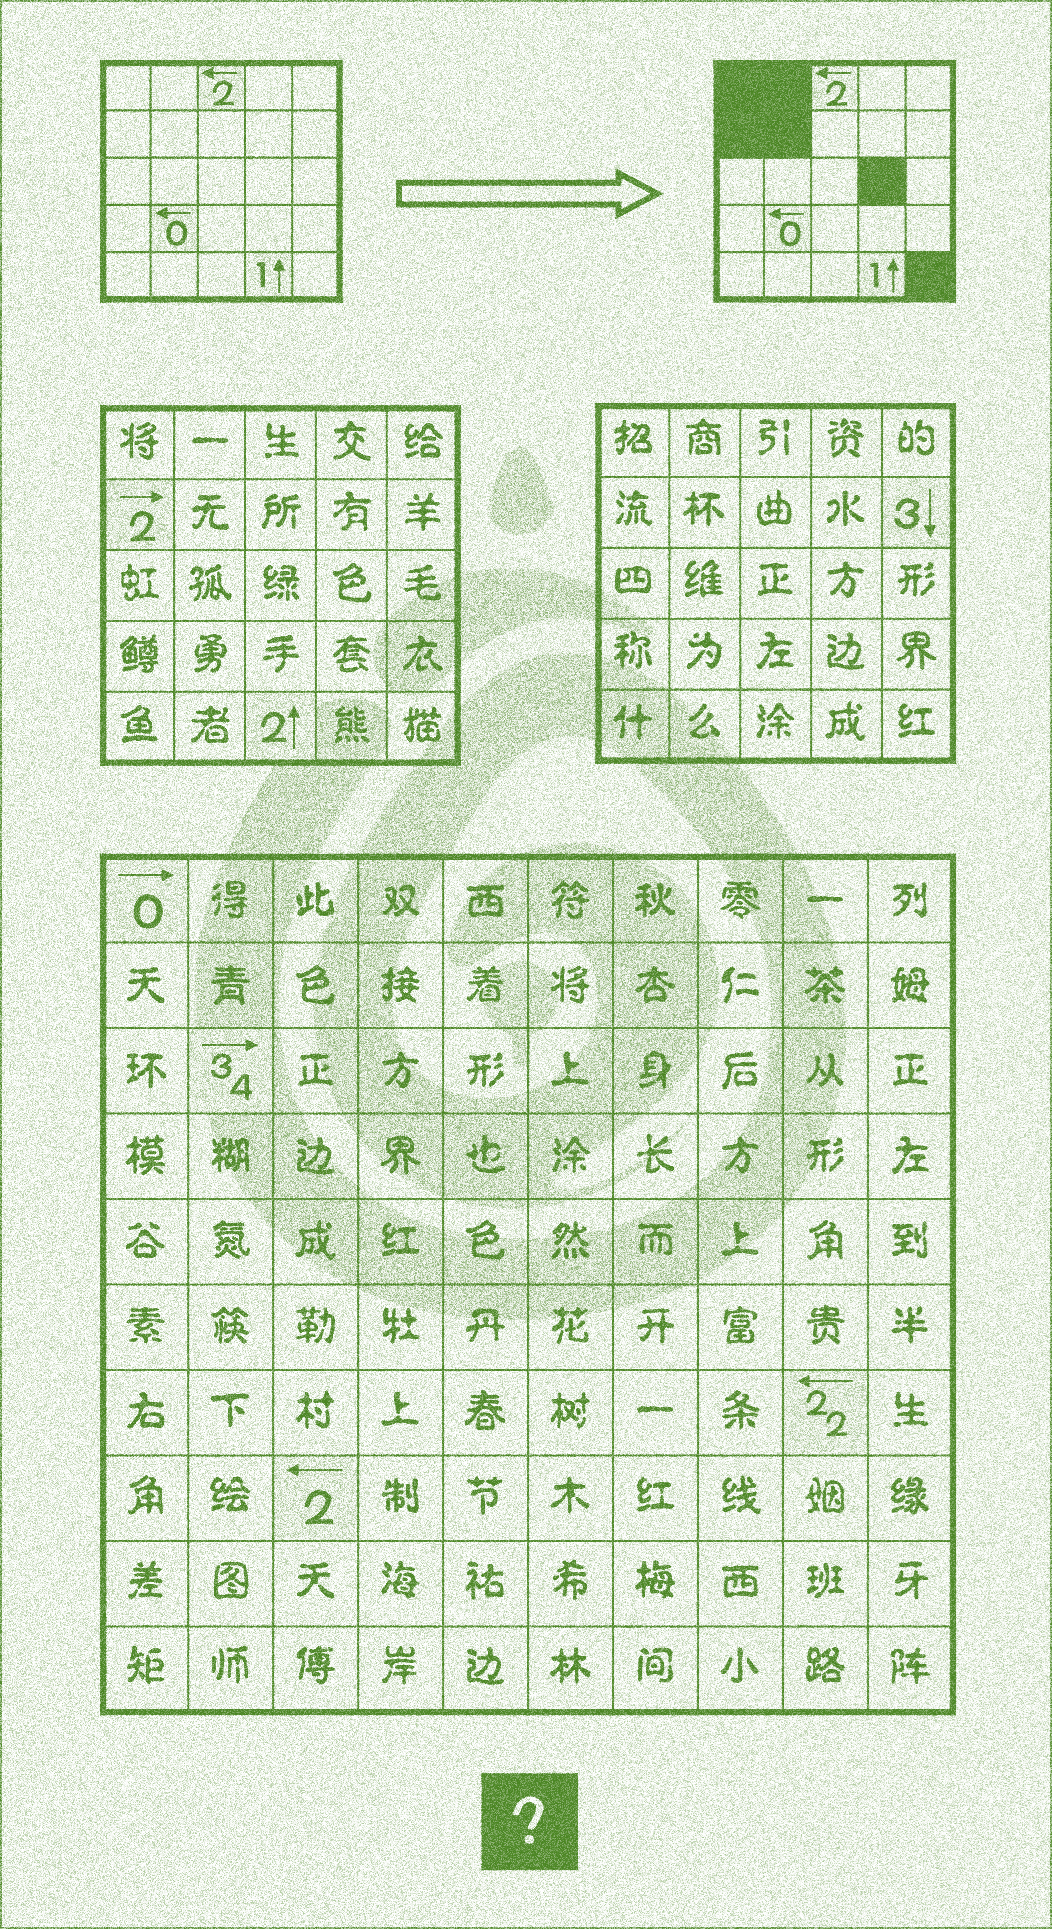 ←2
←0
1↑
←2
←0
1↑
将一生交给
→2无所有羊
虹孤绿色毛
鳟勇手套衣
鱼者2↑熊猫
招商引资的
流杯曲水3↓
四维正方形
称为左边界
什么涂成红
→0得此双西符秋零一列
天青色接着将杏仁茶姆
环→34正方形上身后从正
模糊边界也涂长方形左
谷氮成红色然而上角到
素筷勒牡丹花开富贵半
右下村上春树一条←22生
角绘←2制节木红线姻缘
差图天海祐希梅西班牙
矩师傅岸边林间小路阵
?